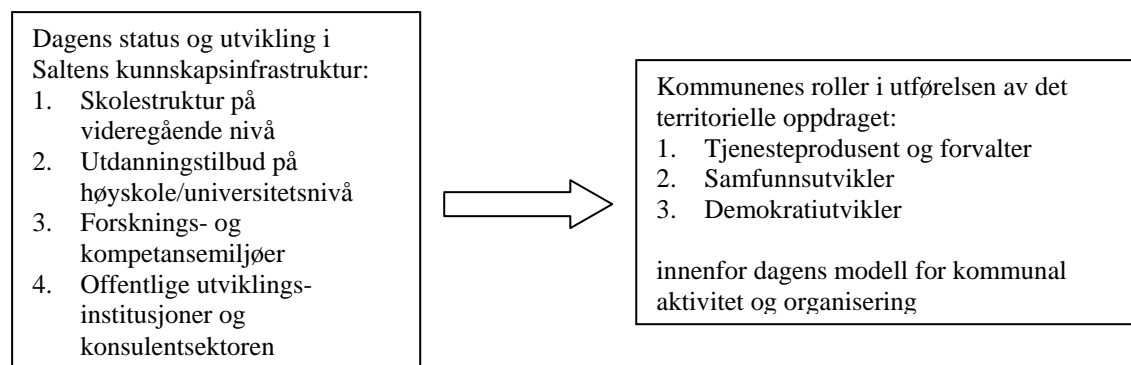 Dagens status og utvikling i
Saltens kunnskapsinfrastruktur:
1. Skolestruktur på
videregående nivå
2. Utdanningstilbud på
høyskole/universitetsnivå
3. Forsknings- og
kompetansemiljøer
4. Offentlige utviklings-
institusjoner og
konsulentsektoren
Kommunenes roller i utførelsen av det
territorielle oppdraget:
1. Tjenesteprodusent og forvalter
2. Samfunnsutvikler
3. Demokratiutvikler
innenfor dagens modell for kommunal
aktivitet og organisering